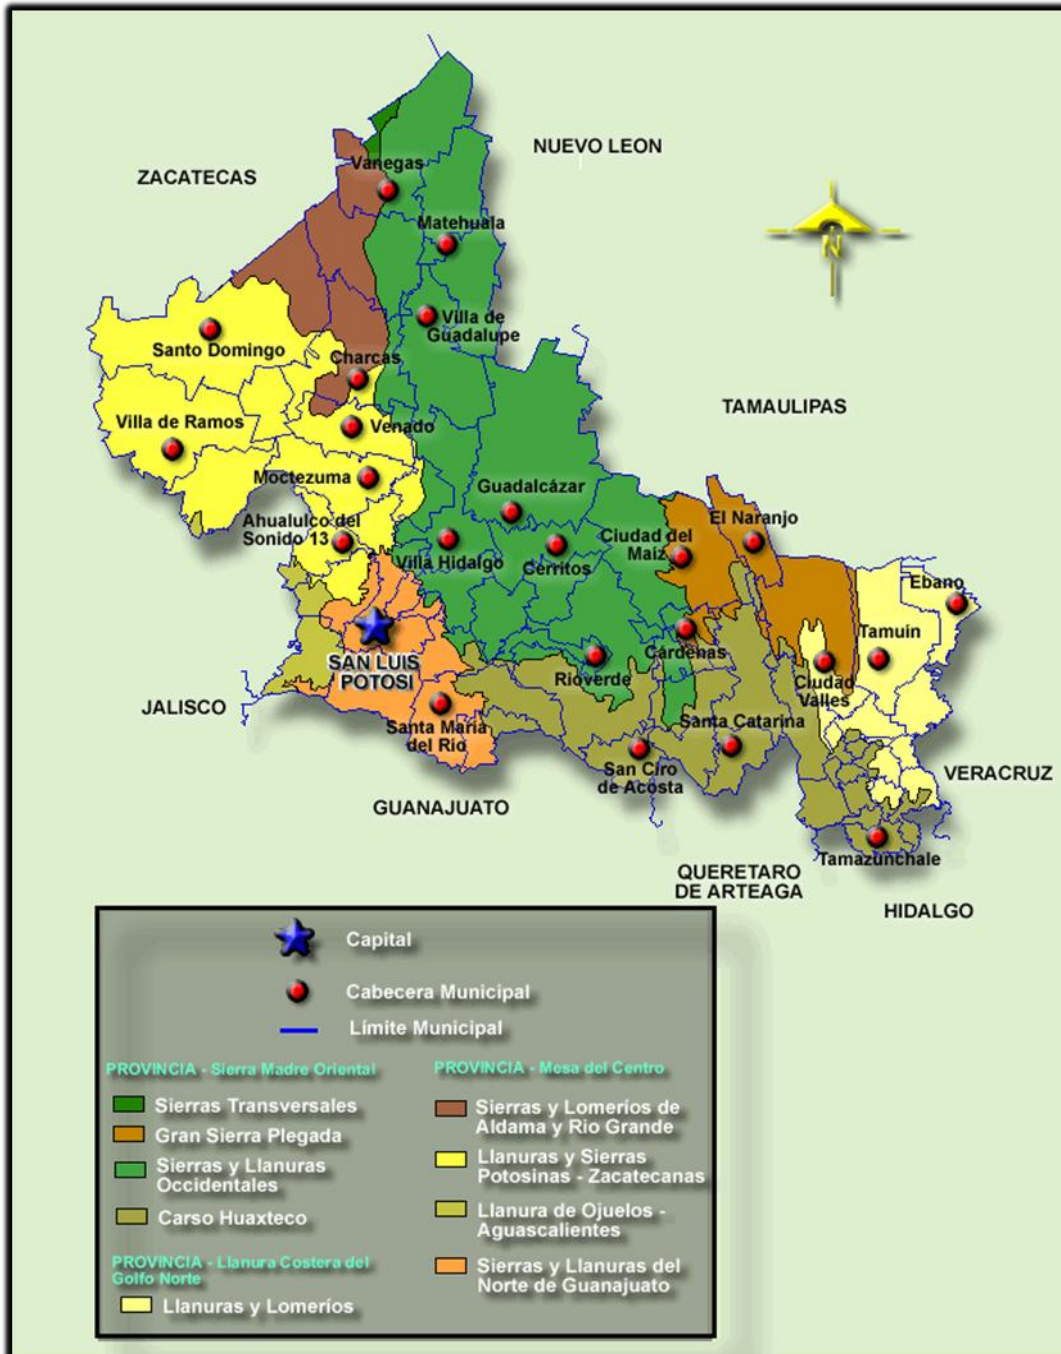 NUEVO LEON
ZACATECAS
Vanegas
Matehuala
Villa de
Guadalupe
N
Santo Domingo
Charcas
TAMAULIPAS
Villa de Ramos
Venado
Moctezuma
Guadalcázar
Ahualulco del
Sonido 13
El Naranjo
Ciudad del
Maíz
Villa Hidalgo
Cerritos
Ebano
SAN LUIS
POTOSI
Cárdenas
Tamuín
Rioverde
Ciudad
Valles
JALISCO
Santa María
del Rio
Santa Catarina
San Ciro
de Acosta
VERACRUZ
GUANAJUATO
Tamazunchale
QUERETARO
DE ARTEAGA
HIDALGO
Capital
Cabecera Municipal
Límite Municipal
PROVINCIA - Sierra Madre Oriental
Sierras Transversales
Gran Sierra Plegada
Sierras y Llanuras
Occidentales
Carso Huaxteco
PROVINCIA - Llanura Costera del
Golfo Norte
Llanuras y Lomeríos
PROVINCIA - Mesa del Centro
Sierras y Lomeríos de
Aldama y Rio Grande
Llanuras y Sierras
Potosinas - Zacatecanas
Llanura de Ojuelos -
Aguascalientes
Sierras y Llanuras del
Norte de Guanajuato